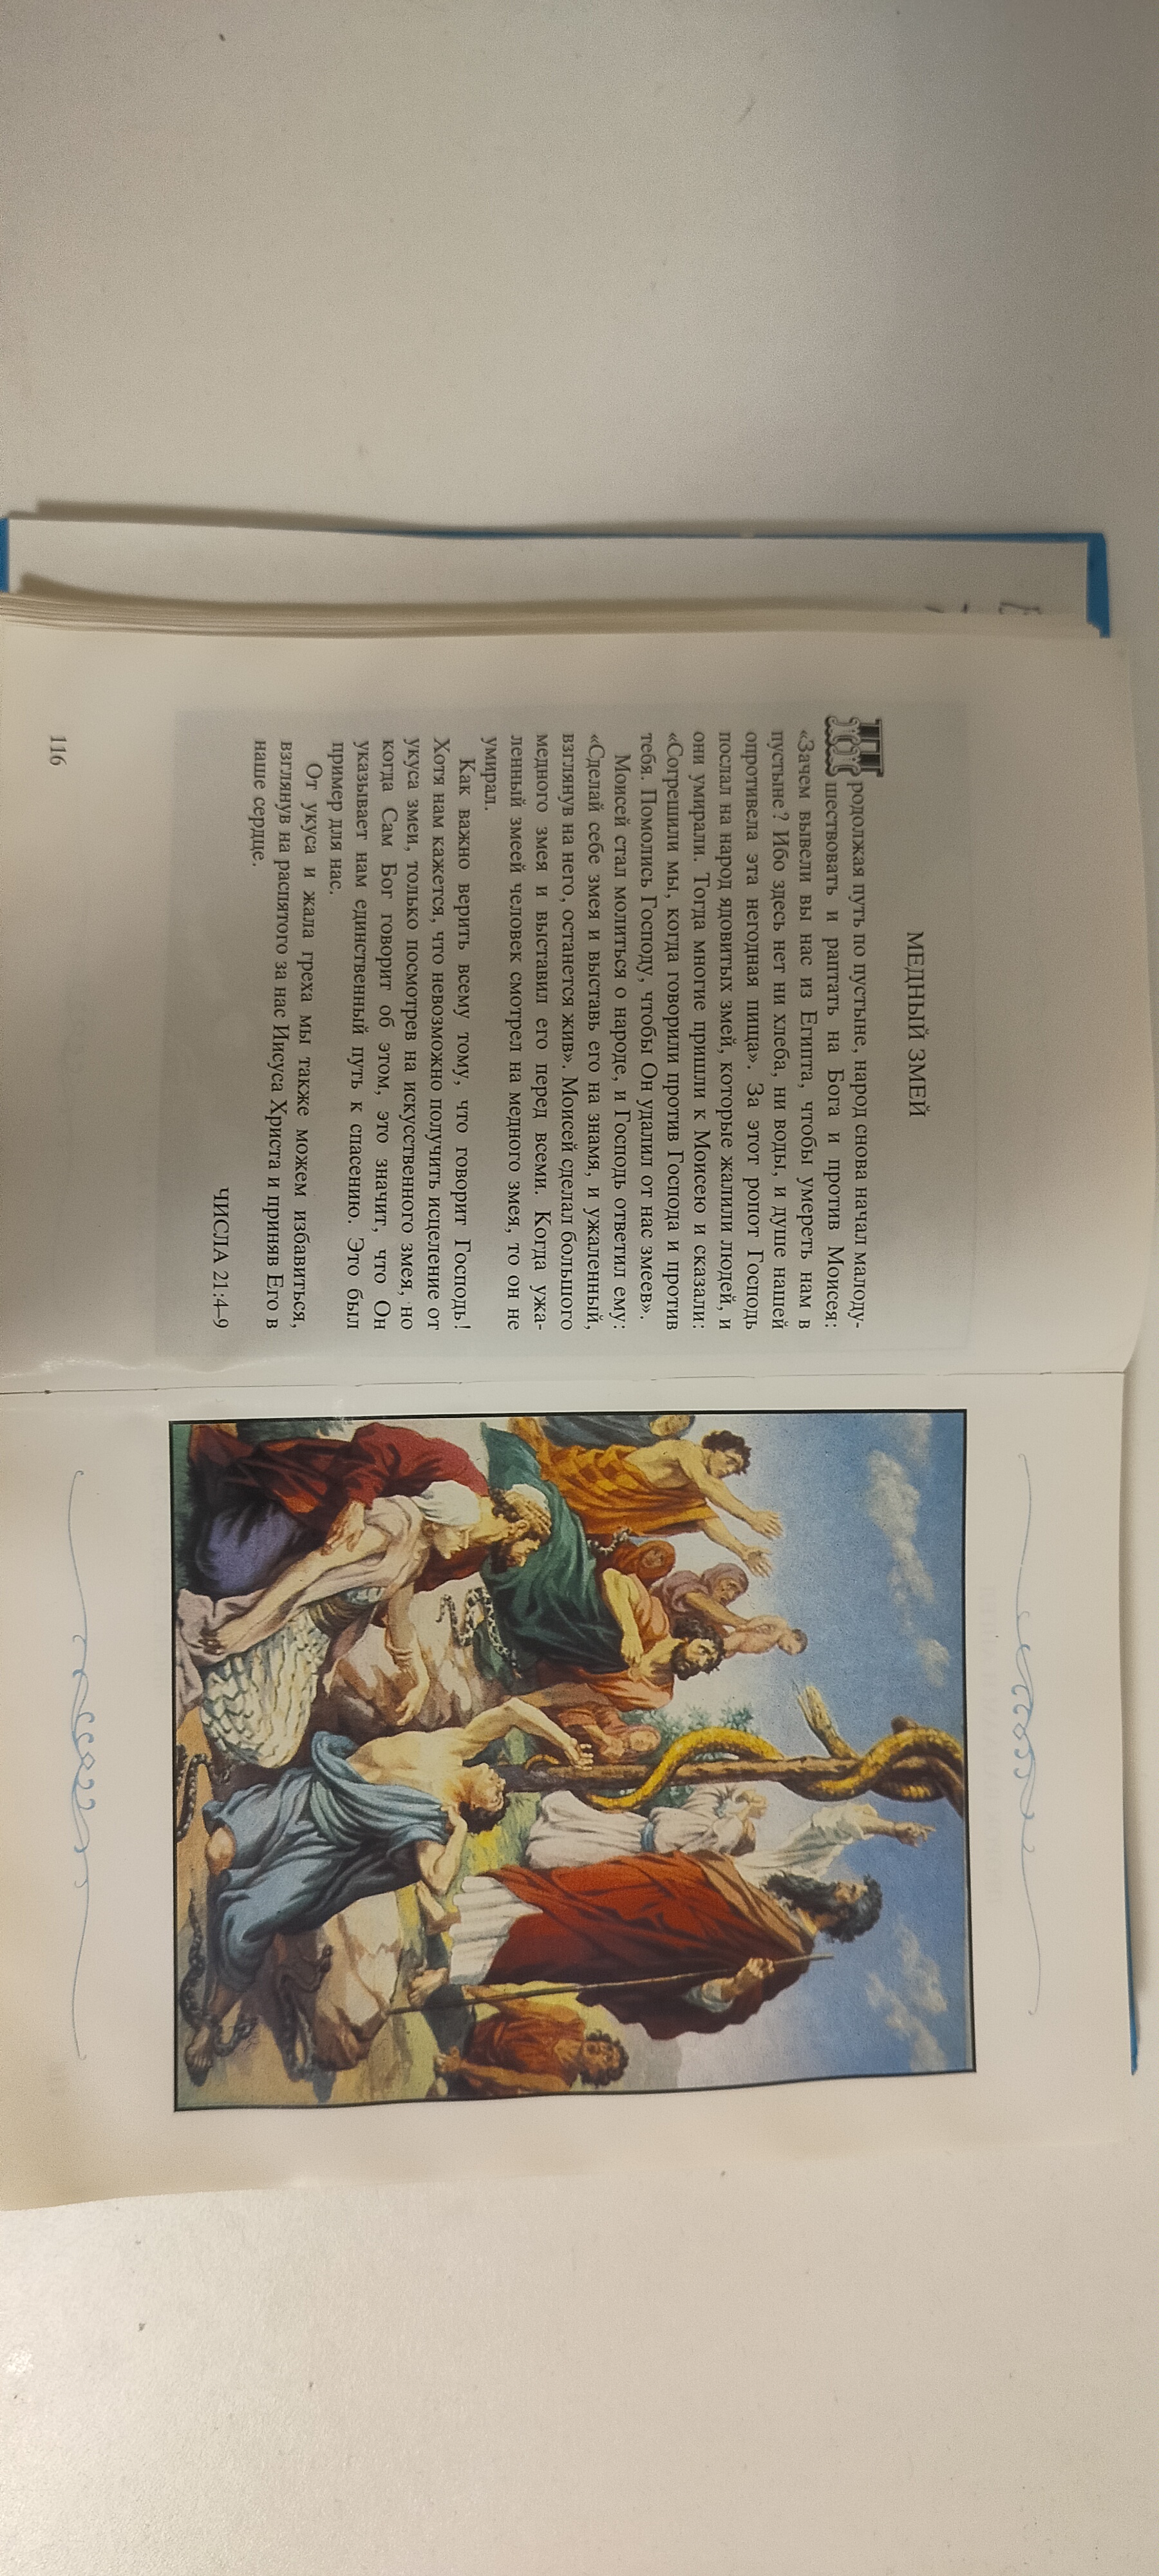 МЕДНЫЙ ЗМЕЙ
Продолжая путь по пустыне, народ снова начал малоду-
шествовать и раптать на Бога и против Моисея:
«Зачем вывели вы нас из Египта, чтобы умереть нам в
пустыне? Ибо здесь нет ни хлеба, ни воды, и душе нашей
опротивела эта негодная пища». За этот ропот Господь
послал на народ ядовитых змей, которые жалили людей, и
они умирали. Тогда многие пришли к Моисею и сказали:
«Согрешили мы, когда говорили против Господа и против
тебя. Помолись Господу, чтобы Он удалил от нас змеев».
Моисей стал молиться о народе, и Господь ответил ему:
«Сделай себе змея и выставь его на знамя, и ужаленный,
взглянув на него, останется жив». Моисей сделал большого
медного змея и выставил его перед всеми. Когда ужа-
ленный змеей человек смотрел на медного змея, то он не
умирал.
Как важно верить всему тому, что говорит Господь!
Хотя нам кажется, что невозможно получить исцеление от
укуса змеи, только посмотрев на искусственного змея, но
когда Сам Бог говорит об этом, это значит, что Он
указывает нам единственный путь к спасению. Это был
пример для нас.
От укуса и жала греха мы также можем избавиться,
взглянув на распятого за нас Иисуса Христа и приняв Его в
наше сердце.
ЧИСЛА 21:4–9
116